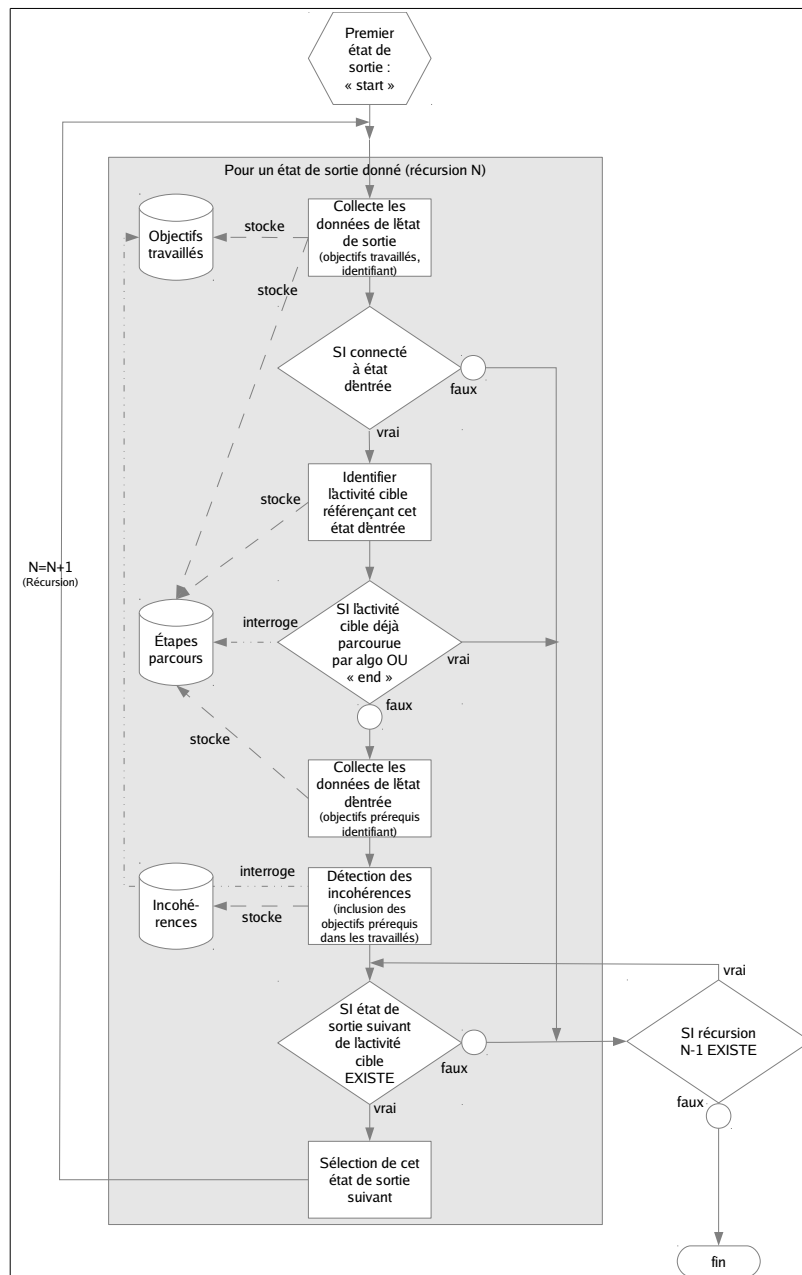 Premier
état de
sortie :
« start »
Pour un état de sortie donné (récursion N)
Collecte les
données de l'état
de sortie
(objectifs travaillés,
identifiant)
Objectifs
travaillés
stocke
stocke
SI connecté
à état
d'entrée
faux
vrai
Identifier
l'activité cible
référençant cet
état d'entrée
stocke
N=N+1
(Récursion)
SI l'activité
cible déjà
parcourue
par algo OU
« end »
interroge
Étapes
parcours
vrai
faux
stocke
Collecte les
données de l'état
d'entrée
(objectifs prérequis
identifiant)
Détection des
incohérences
(inclusion des
objectifs prérequis
dans les travaillés)
interroge
Incohé-
rences
stocke
vrai
SI état de
sortie suivant
de l'activité
cible
EXISTE
faux
SI récursion
N-1 EXISTE
vrai
faux
Sélection de cet
état de sortie
suivant
fin